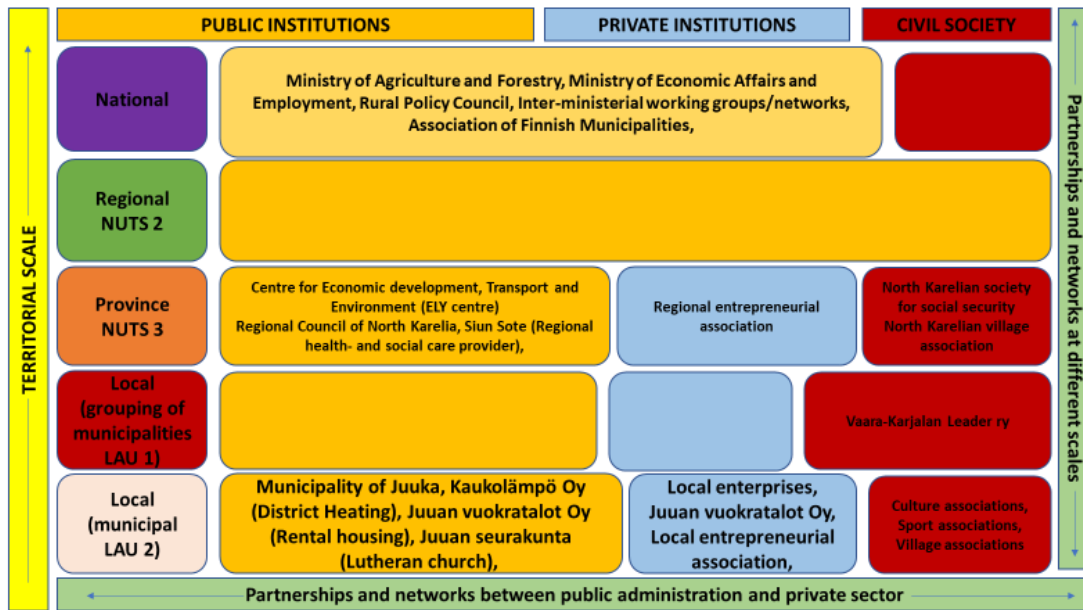 PUBLIC INSTITUTIONS
PRIVATE INSTITUTIONS
CIVIL SOCIETY
TERRITORIAL SCALE
National
Ministry of Agriculture and Forestry, Ministry of Economic Affairs and
Employment, Rural Policy Council, Inter-ministerial working groups/networks,
Association of Finnish Municipalities,
Regional
NUTS 2
Province
NUTS 3
Centre for Economic development, Transport and
Environment (ELY centre)
Regional Council of North Karelia, Siun Sote (Regional
health- and social care provider),
Regional entrepreneurial
association
North Karelian society
for social security
North Karelian village
association
Local
(grouping of
municipalities
LAU 1)
Vaara-Karjalan Leader ry
Local
(municipal
LAU 2)
Municipality of Juuka, Kaukolämpö Oy
(District Heating), Juuan vuokratalot Oy
(Rental housing), Juuan seurakunta
(Lutheran church),
Local enterprises,
Juuan vuokratalot Oy,
Local entrepreneurial
association,
Culture associations,
Sport associations,
Village associations
Partnerships and networks at different scales
Partnerships and networks between public administration and private sector